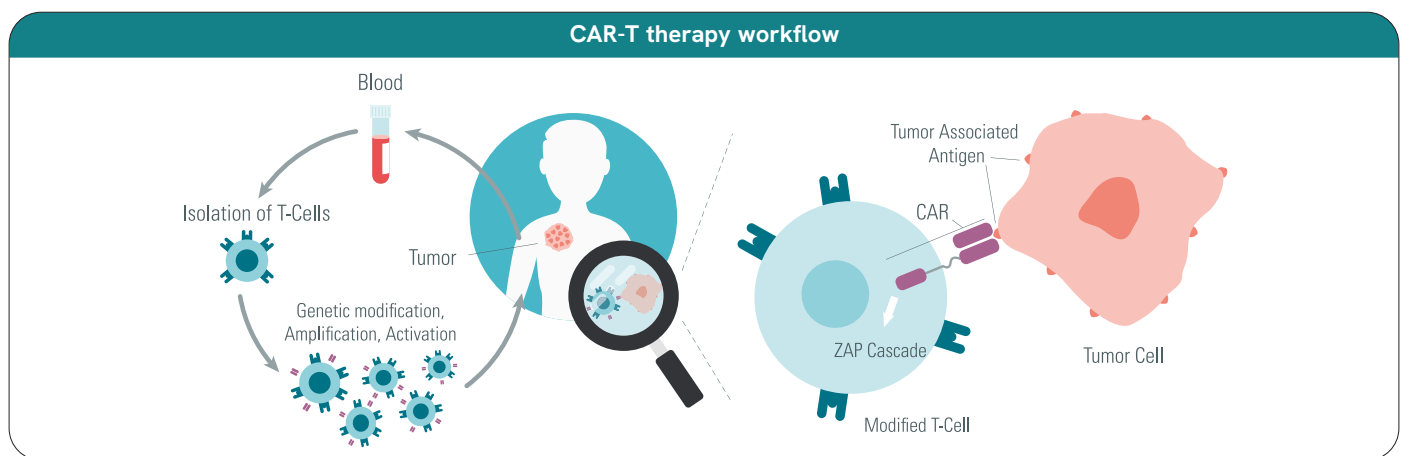 CAR-T therapy workflow
Blood
Isolation of T-Cells
Tumor
Genetic modification,
Amplification, Activation
Tumor Associated
Antigen
CAR
ZAP Cascade
Tumor Cell
Modified T-Cell